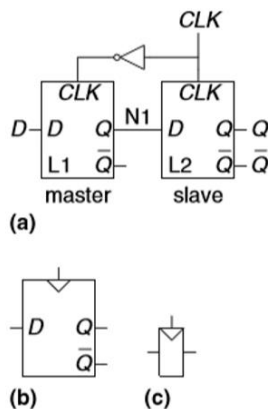 CLK
CLK CLK
D D Q N1 D Q Q
L1 Q̅ L2 Q̅ Q̅
master slave
(a)
D Q
Q̅
(b) (c)